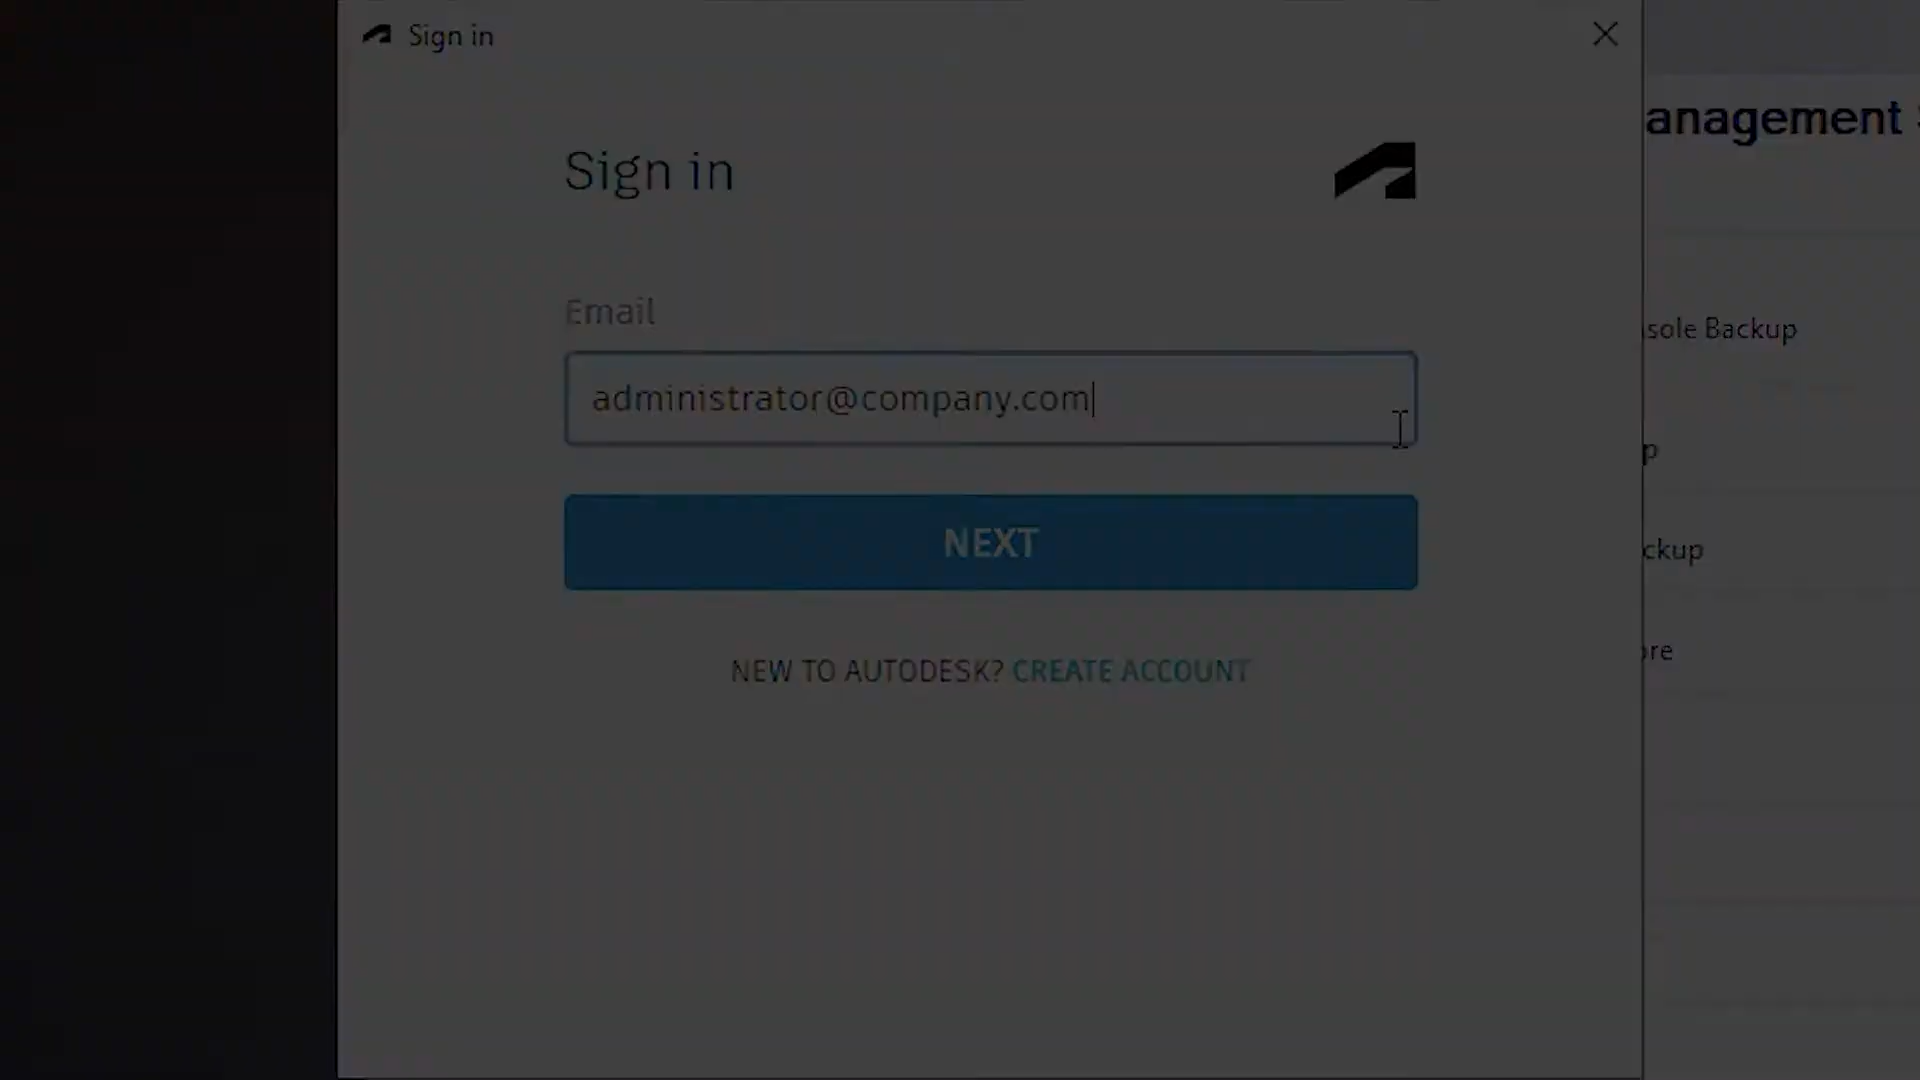 Sign in
anagement
Sign in
Email
sole Backup
administrator@company.com
p
NEXT
ckup
re
NEW TO AUTODESK? CREATE ACCOUNT